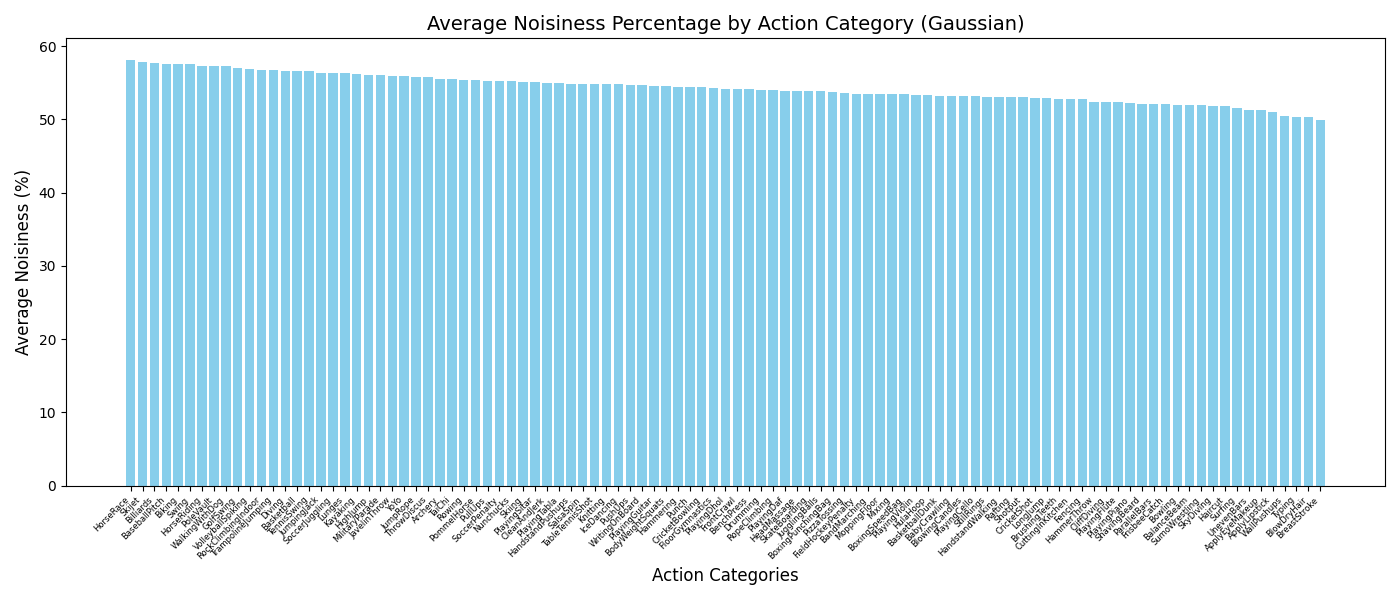 Average Noisiness Percentage by Action Category (Gaussian)
Average Noisiness (%)
60
50
40
30
20
10
0
HorseRace
Shotput
Billiards
BaseballPitch
Biking
Swing
HorseRiding
PoleVault
WalkingWithDog
GolfSwing
VolleyballSpiking
RockClimbingIndoor
TrampolineJumping
Diving
Basketball
TennisSwing
JumpingJack
SoccerJuggling
Lunges
Kayaking
HighJump
MilitaryParade
JavelinThrow
YoYo
JumpRope
ThrowDiscus
Archery
TaiChi
Rowing
PommelHorse
PullUps
SoccerPenalty
Nunchucks
Skiing
PlayingSitar
CleanAndJerk
PlayingTabla
HandstandPushups
SalsaSpin
TableTennisShot
Knitting
IceDancing
PushUps
WritingOnBoard
PlayingGuitar
BodyWeightSquats
Hammering
Skijet
CricketBowling
FloorGymnastics
PlayingDhol
FrontCrawl
BenchPress
Drumming
RopeClimbing
PlayingDaf
HeadMassage
SkateBoarding
JugglingBalls
BoxingPunchingBag
PizzaTossing
FieldHockeyPenalty
BandMarching
MoppingFloor
Mixing
BoxingSpeedBag
PlayingViolin
HulaHoop
BasketballDunk
BabyCrawling
BlowingCandles
PlayingCello
StillRings
HandstandWalking
Rafting
CricketShot
LongJump
BrushingTeeth
CuttingInKitchen
Fencing
HammerThrow
CliffDiving
PlayingFlute
PlayingPiano
ShavingBeard
ParallelBars
FrisbeeCatch
Bowling
BalanceBeam
SumoWrestling
SkyDiving
Haircut
Surfing
UnevenBars
ApplyEyeMakeup
ApplyLipstick
WallPushups
Typing
BlowDryHair
BreastStroke
Action Categories